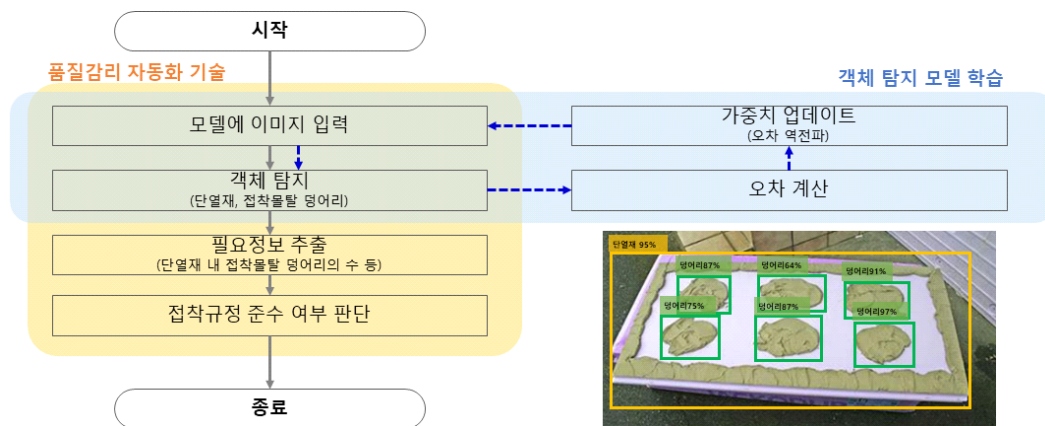 시작
품질감리 자동화 기술
객체 탐지 모델 학습
모델에 이미지 입력
가중치 업데이트
(오차 역전파)
객체 탐지
(단열재, 접착몰탈 덩어리)
오차 계산
필요정보 추출
(단열재 내 접착몰탈 덩어리의 수 등)
접착규정 준수 여부 판단
종료
단열재 95%
덩어리87%
덩어리64%
덩어리91%
덩어리75%
덩어리87%
덩어리97%